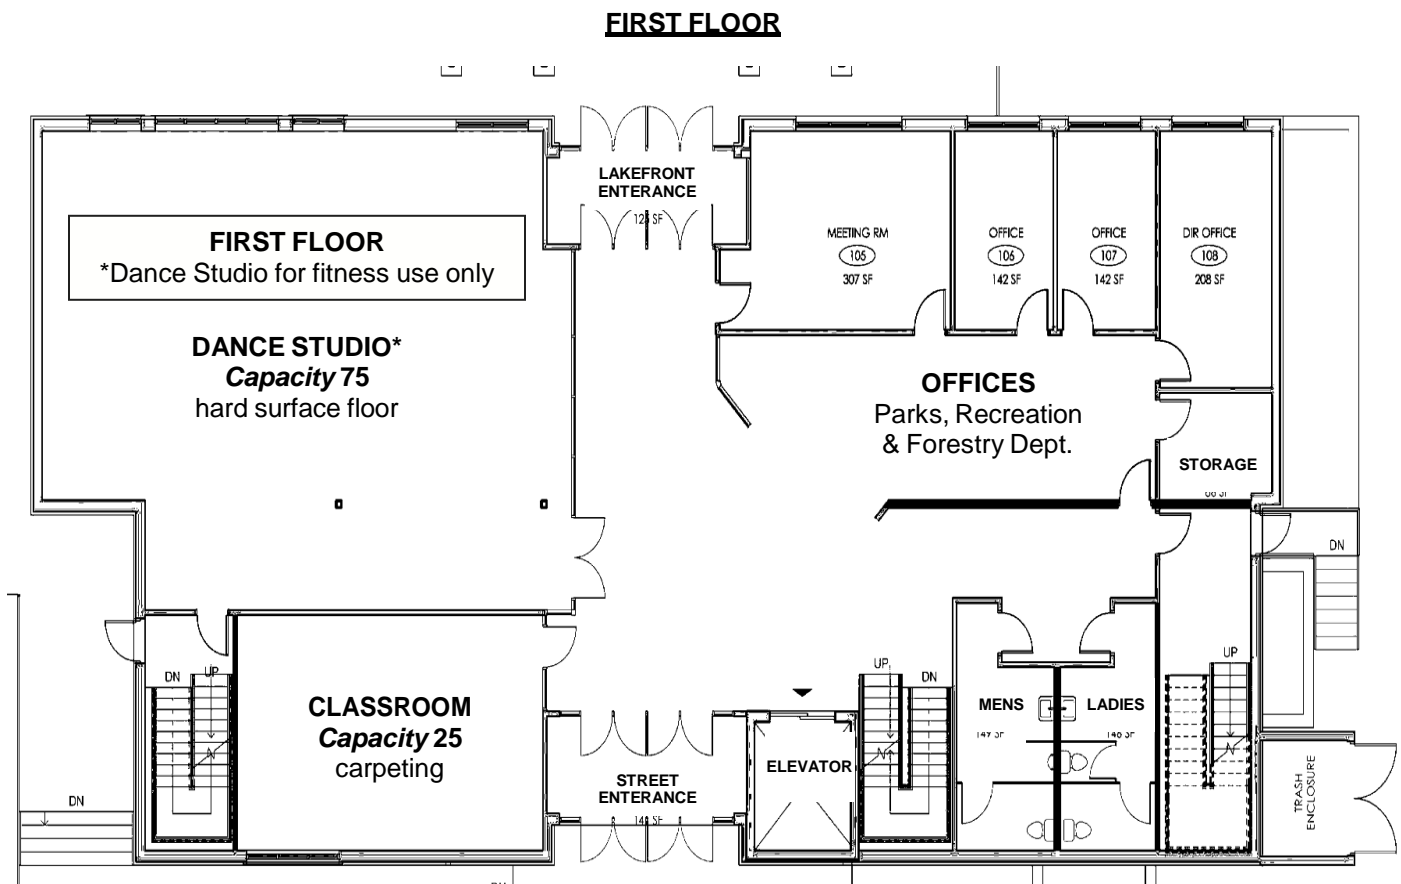 FIRST FLOOR
LAKEFRONT
ENTRANCE
FIRST FLOOR
*Dance Studio for fitness use only
MEETING RM
105
307 SF
OFFICE
106
142 SF
OFFICE
107
142 SF
DIR OFFICE
108
208 SF
DANCE STUDIO*
Capacity 75
hard surface floor
OFFICES
Parks, Recreation
& Forestry Dept.
STORAGE
DN
DN
UP
UP
DN
UP
CLASSROOM
Capacity 25
carpeting
MENS
LADIES
ELEVATOR
STREET
ENTRANCE
DN
TRASH
ENCLOSURE